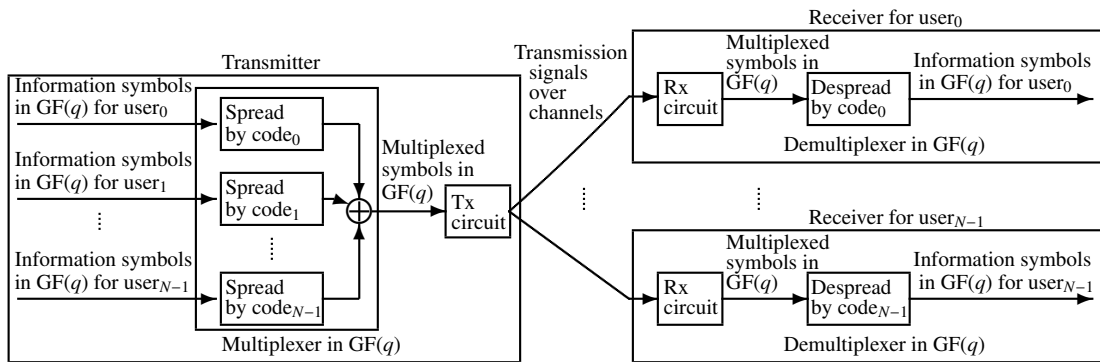 Transmitter
Information symbols
in GF(q) for user0
Spread
by code0
Information symbols
in GF(q) for user1
Spread
by code1
Information symbols
in GF(q) for userN−1
Spread
by codeN−1
Multiplexed
symbols in
GF(q)
Tx
circuit
Multiplexer in GF(q)
Transmission
signals
over
channels
Receiver for user0
Rx
circuit
Multiplexed
symbols in
GF(q)
Despread
by code0
Information symbols
in GF(q) for user0
Demultiplexer in GF(q)
Receiver for userN−1
Rx
circuit
Multiplexed
symbols in
GF(q)
Despread
by codeN−1
Information symbols
in GF(q) for userN−1
Demultiplexer in GF(q)